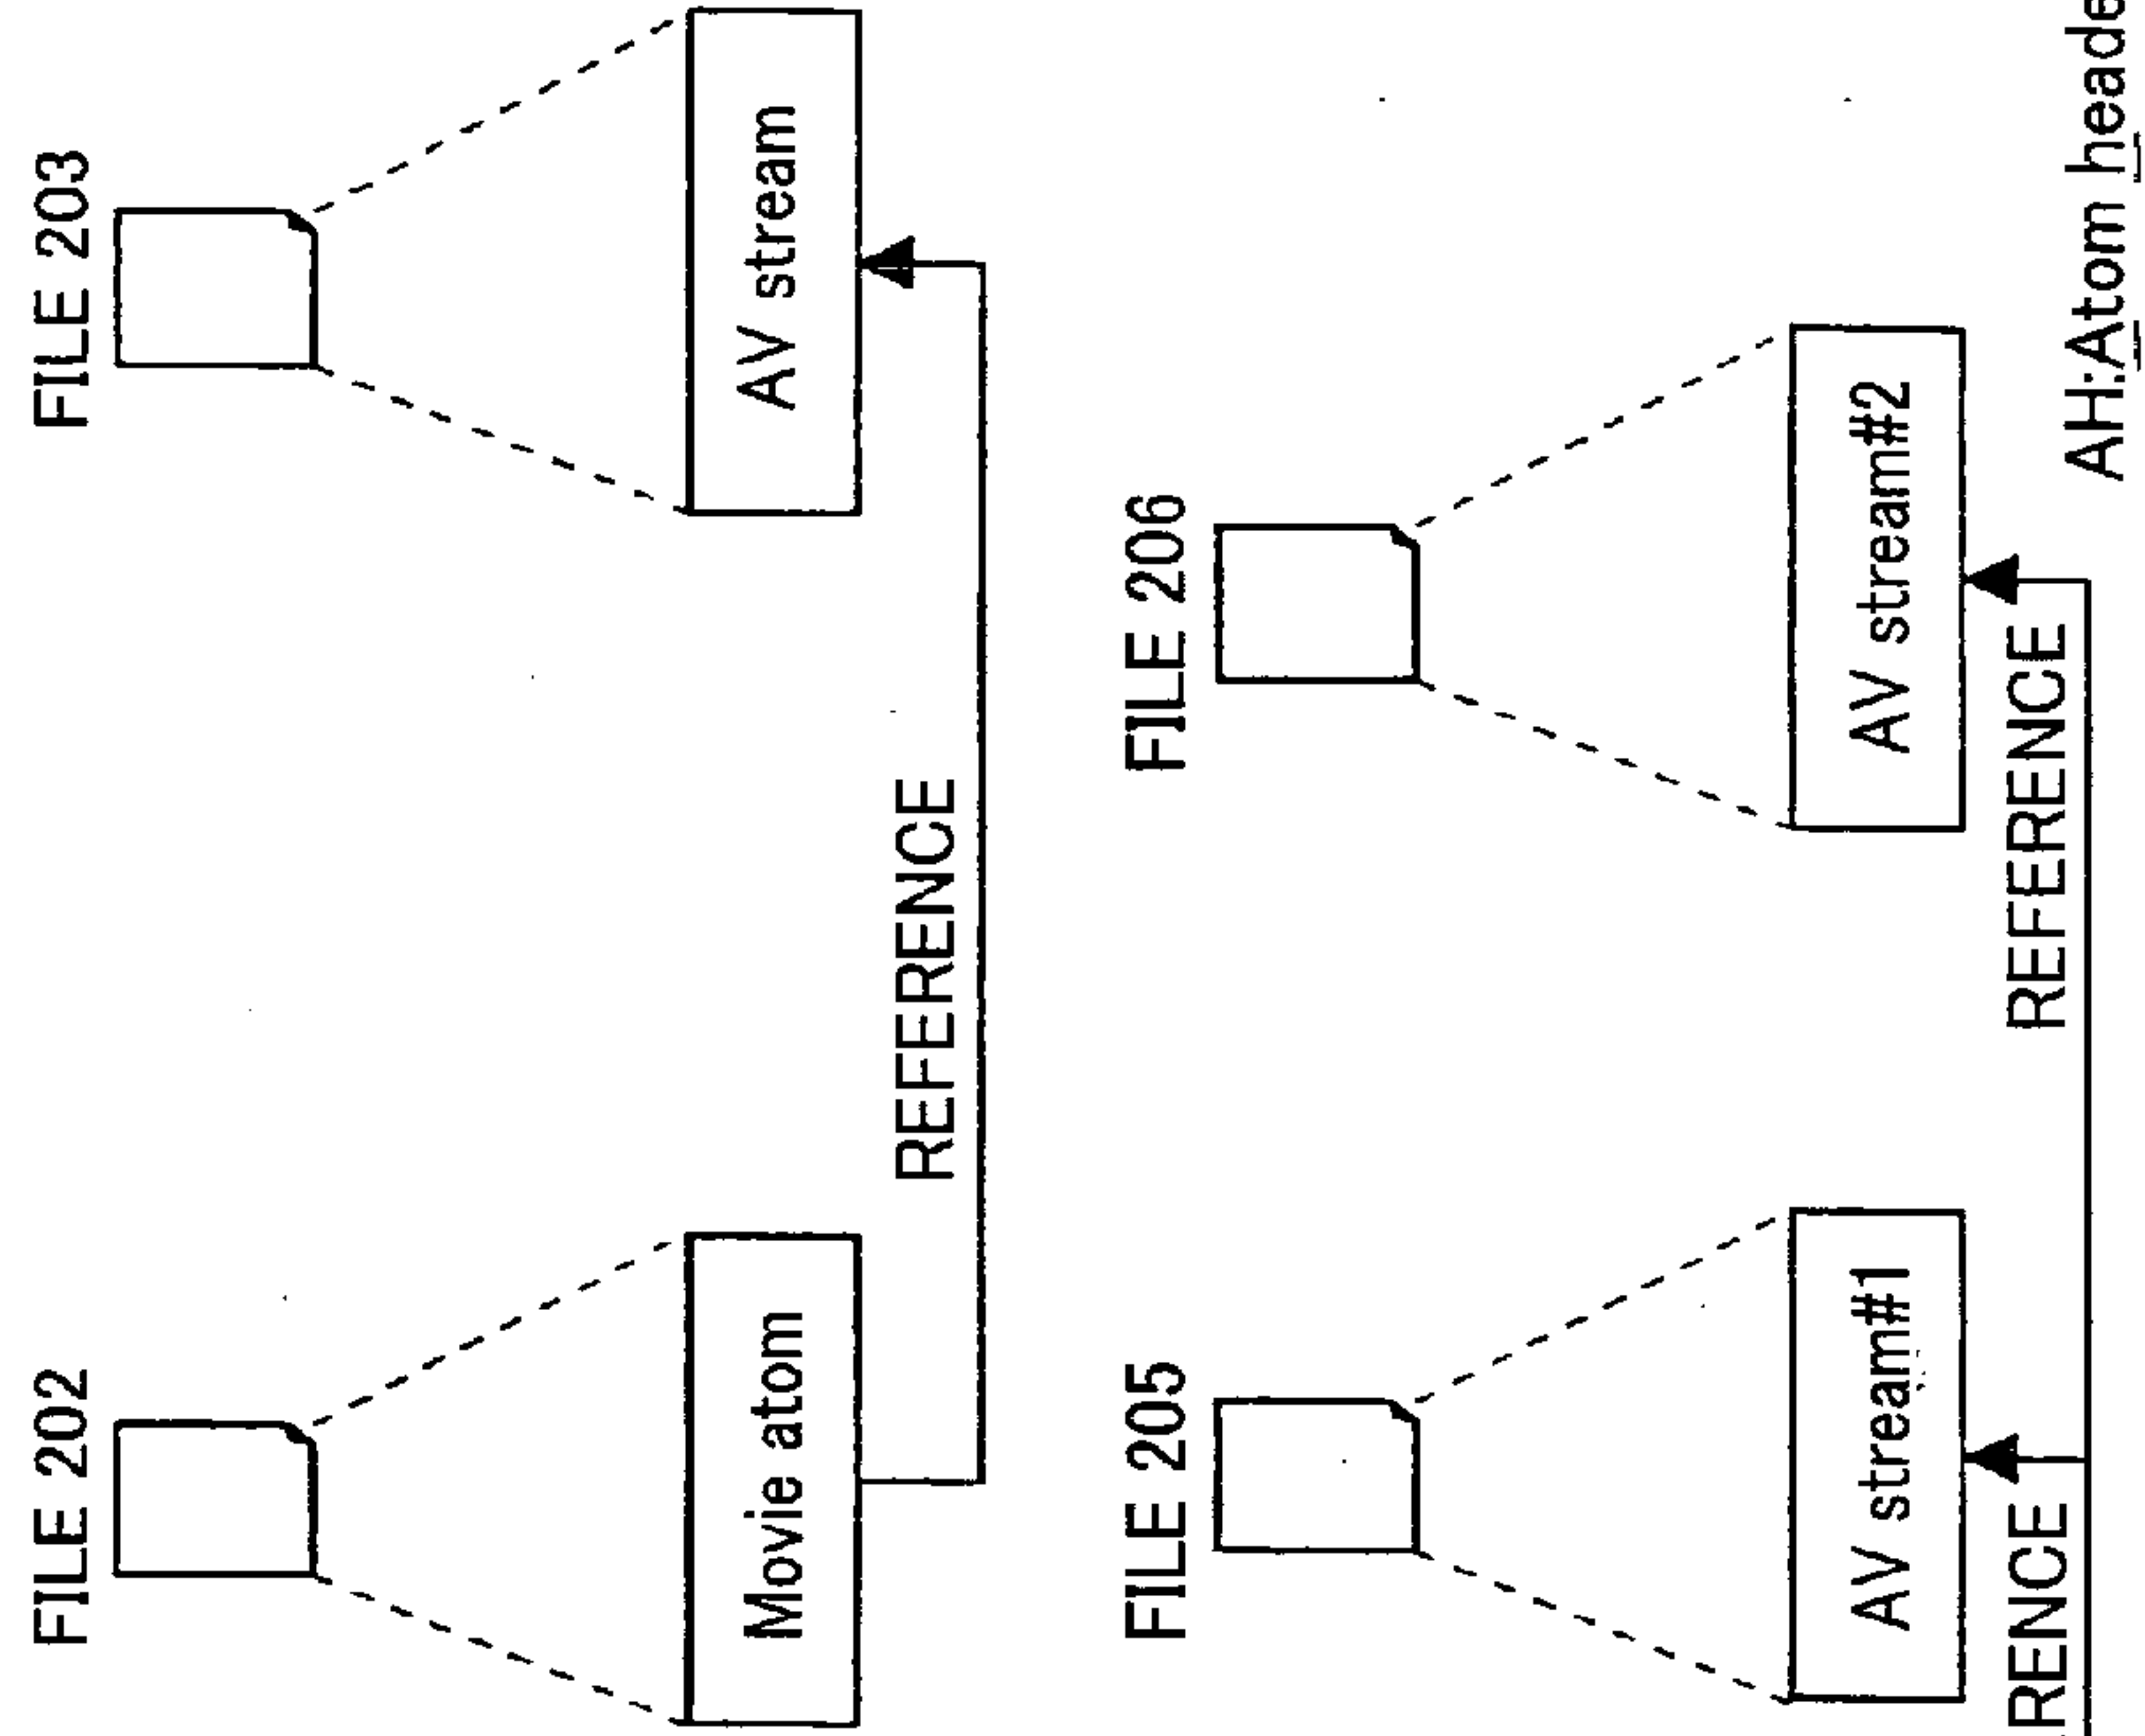 FILE 202
FILE 203
Movie atom
AV stream
REFERENCE
FILE 205
FILE 206
AV stream#1
AV stream#2
RENCE
REFERENCE
AH:Atom heade